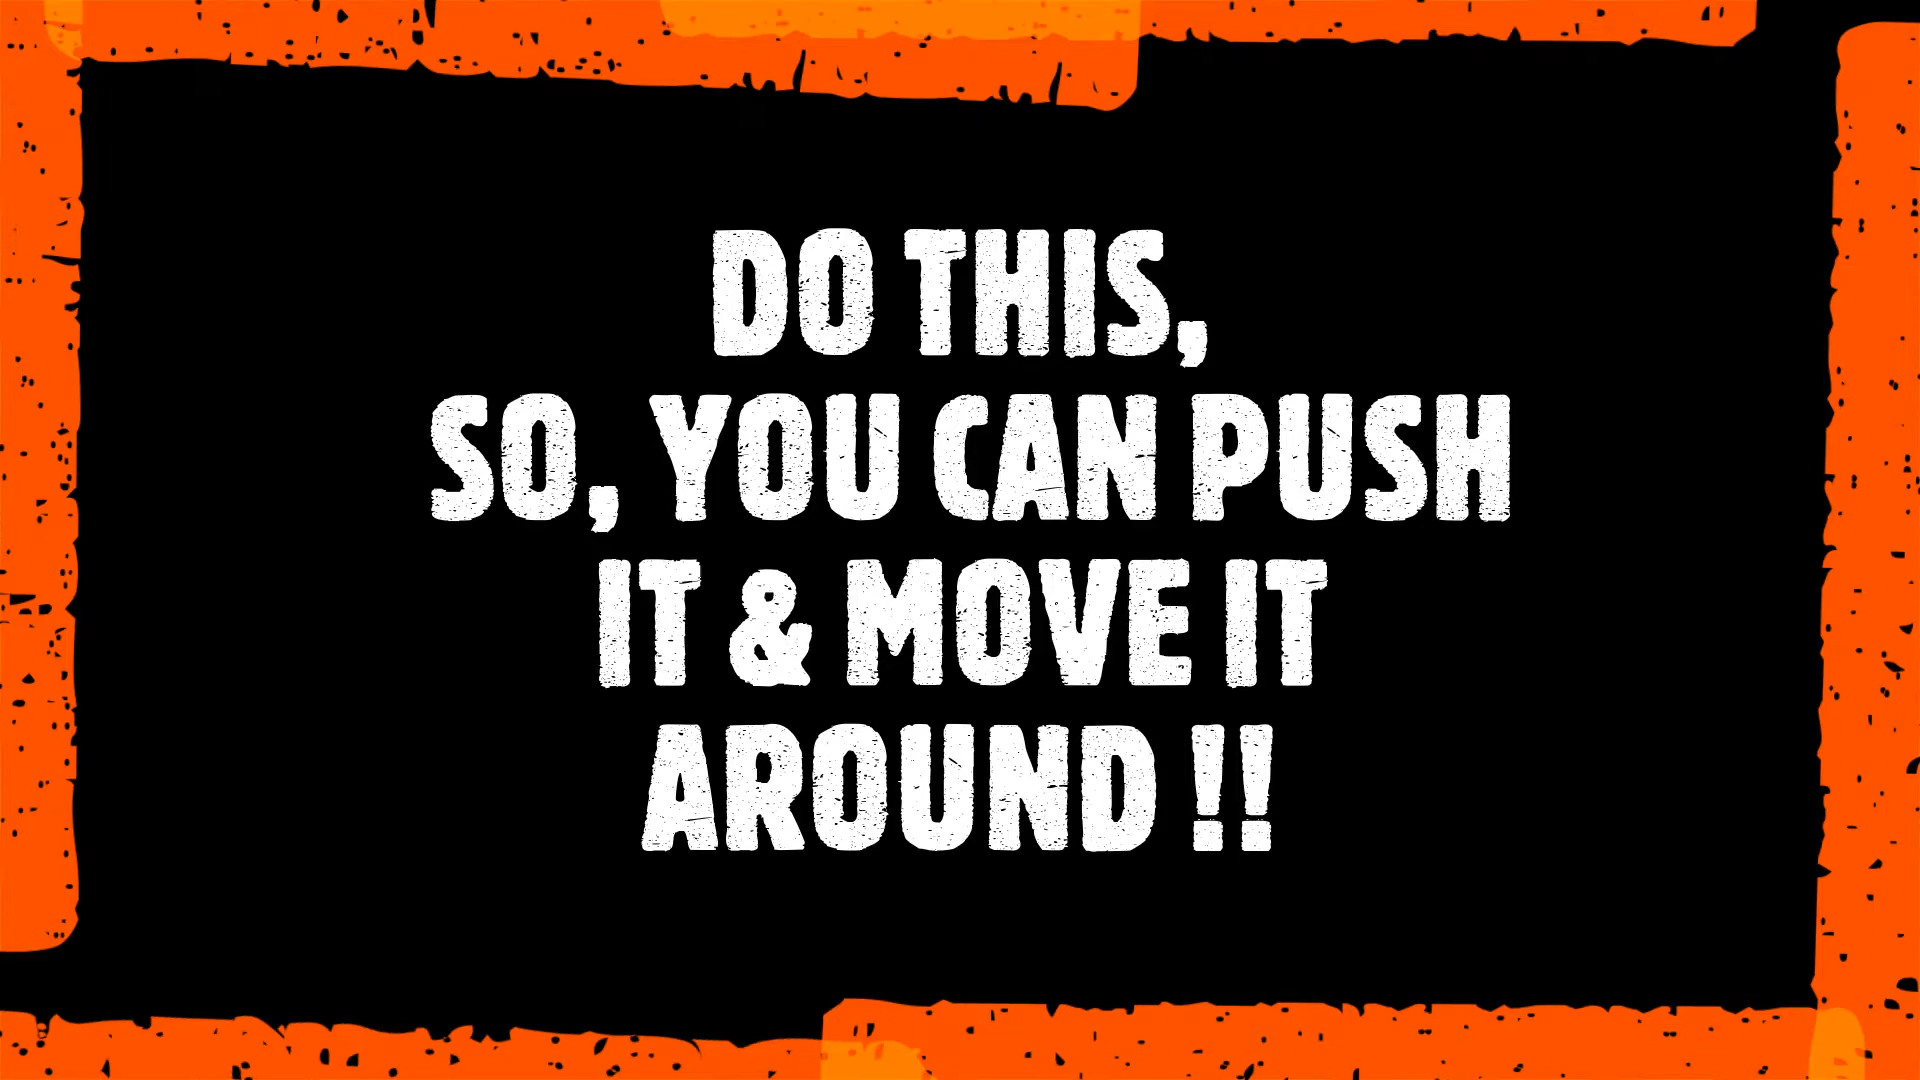 DO THIS,
SO, YOU CAN PUSH
IT & MOVE IT
AROUND !!